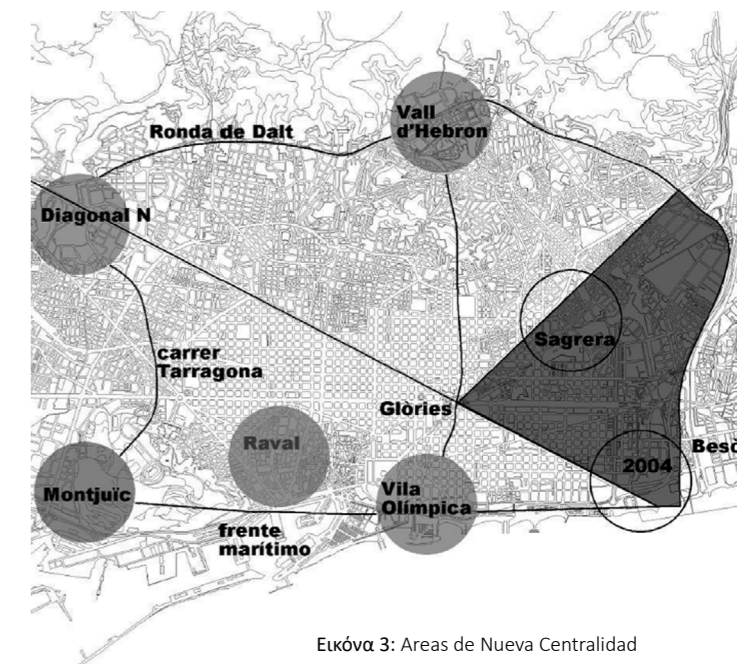 Vall
d'Hebron
Ronda de Dalt
Diagonal N
Sagrera
carrer
Tarragona
Glòries
Raval
2004
Montjuïc
Vila
Olímpica
frente
marítimo
Εικόνα 3: Areas de Nueva Centralidad